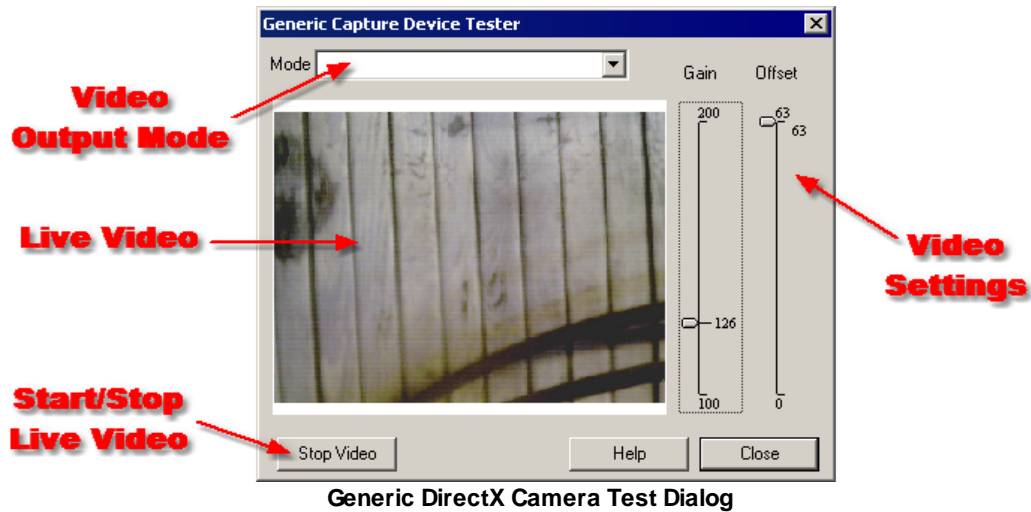 Generic Capture Device Tester
Mode
Gain
Offset
Video
Output Mode
200
63
63
Live Video
Video
Settings
126
100
0
Start/Stop
Live Video
Stop Video
Help
Close
Generic DirectX Camera Test Dialog